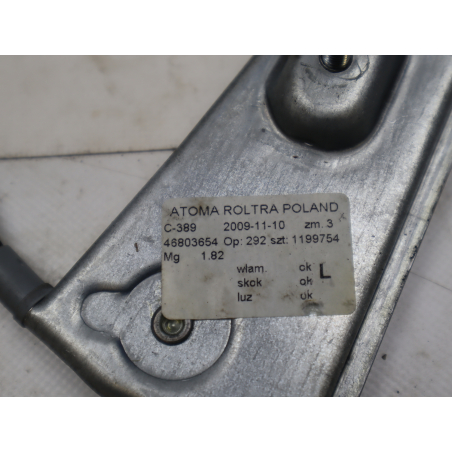 ATOMA ROLTRA POLAND
C-389 2009-11-10 zm. 3
46803654 Op: 292 szt: 1199754
Mg 1.82
włam. ok L
skok ok
luz ok